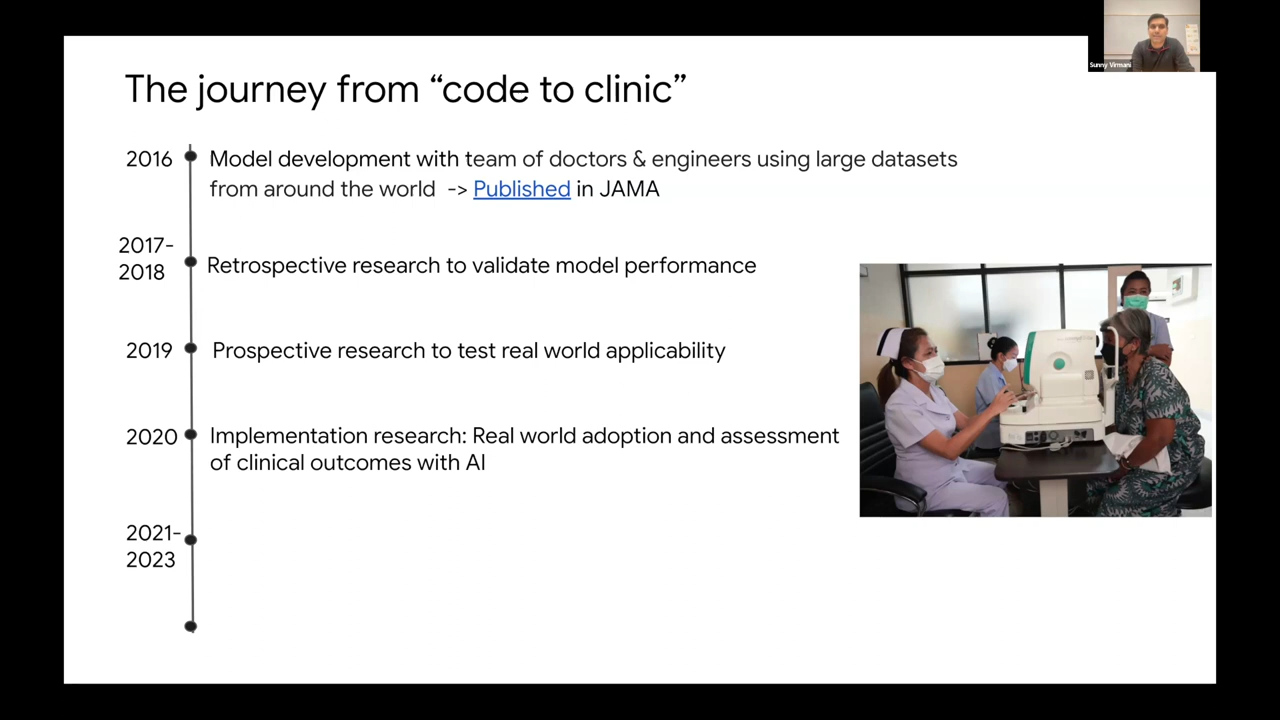 Sunny Virmani
The journey from “code to clinic”
2016
Model development with team of doctors & engineers using large datasets
from around the world -> Published in JAMA
2017-
2018
Retrospective research to validate model performance
2019
Prospective research to test real world applicability
2020
Implementation research: Real world adoption and assessment
of clinical outcomes with AI
2021-
2023